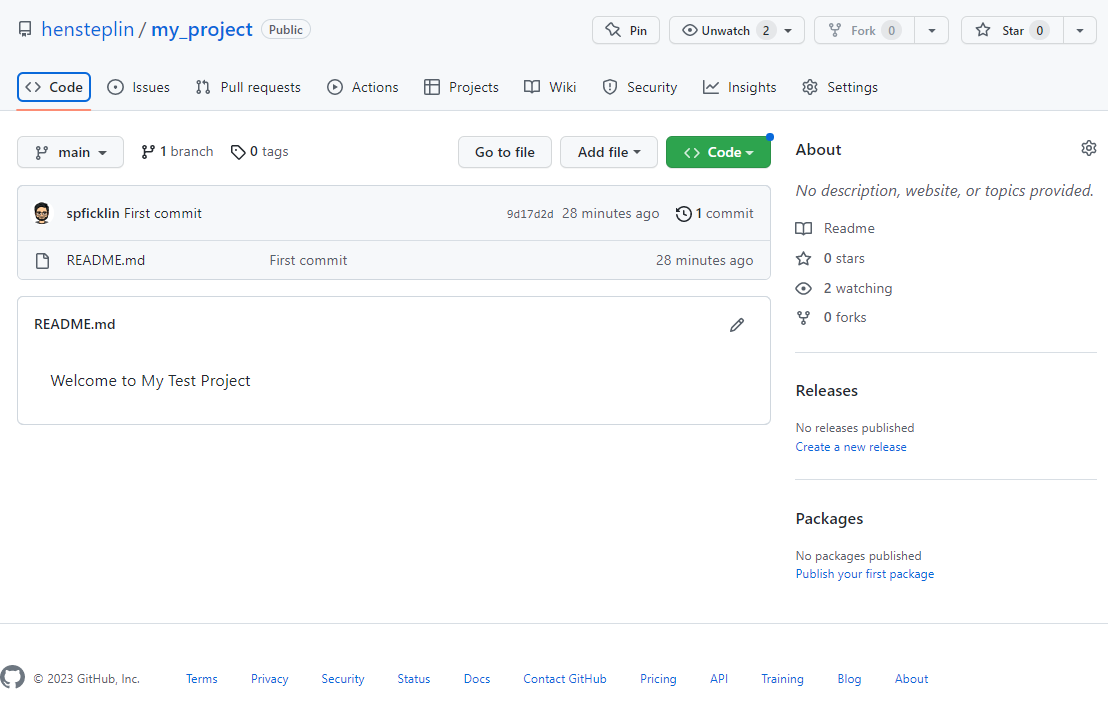 hensteplin / my_project Public Pin Unwatch 2 Fork 0 Star 0
Code Issues Pull requests Actions Projects Wiki Security Insights Settings
main 1 branch 0 tags Go to file Add file Code
spficklin First commit 9d17d2d 28 minutes ago 1 commit
README.md First commit 28 minutes ago
README.md
Welcome to My Test Project
About
No description, website, or topics provided.
Readme
0 stars
2 watching
0 forks
Releases
No releases published
Create a new release
Packages
No packages published
Publish your first package
© 2023 GitHub, Inc. Terms Privacy Security Status Docs Contact GitHub Pricing API Training Blog About